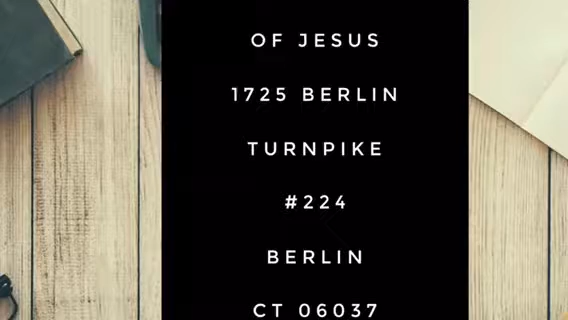 OF JESUS
1725 BERLIN
TURNPIKE
#224
BERLIN
CT 06037